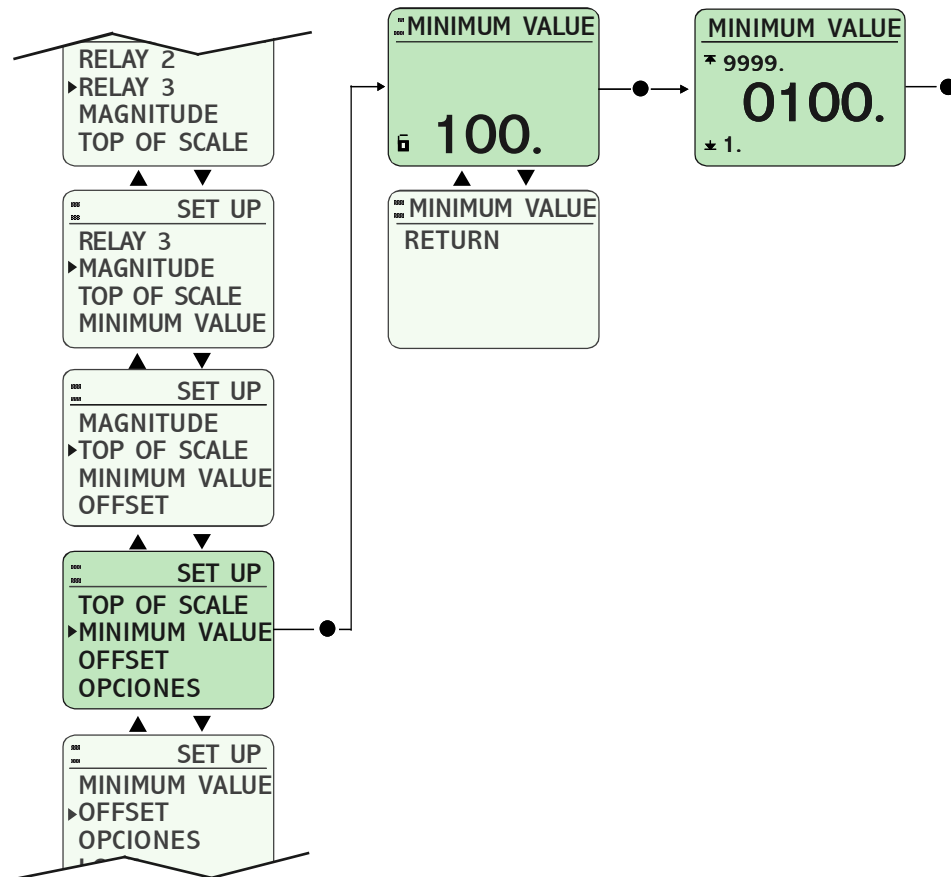 RELAY 2
RELAY 3
MAGNITUDE
TOP OF SCALE
SET UP
RELAY 3
MAGNITUDE
TOP OF SCALE
MINIMUM VALUE
SET UP
MAGNITUDE
TOP OF SCALE
MINIMUM VALUE
OFFSET
SET UP
TOP OF SCALE
MINIMUM VALUE
OFFSET
OPCIONES
SET UP
MINIMUM VALUE
OFFSET
OPCIONES
MINIMUM VALUE
100.
MINIMUM VALUE
RETURN
MINIMUM VALUE
9999.
0100.
1.